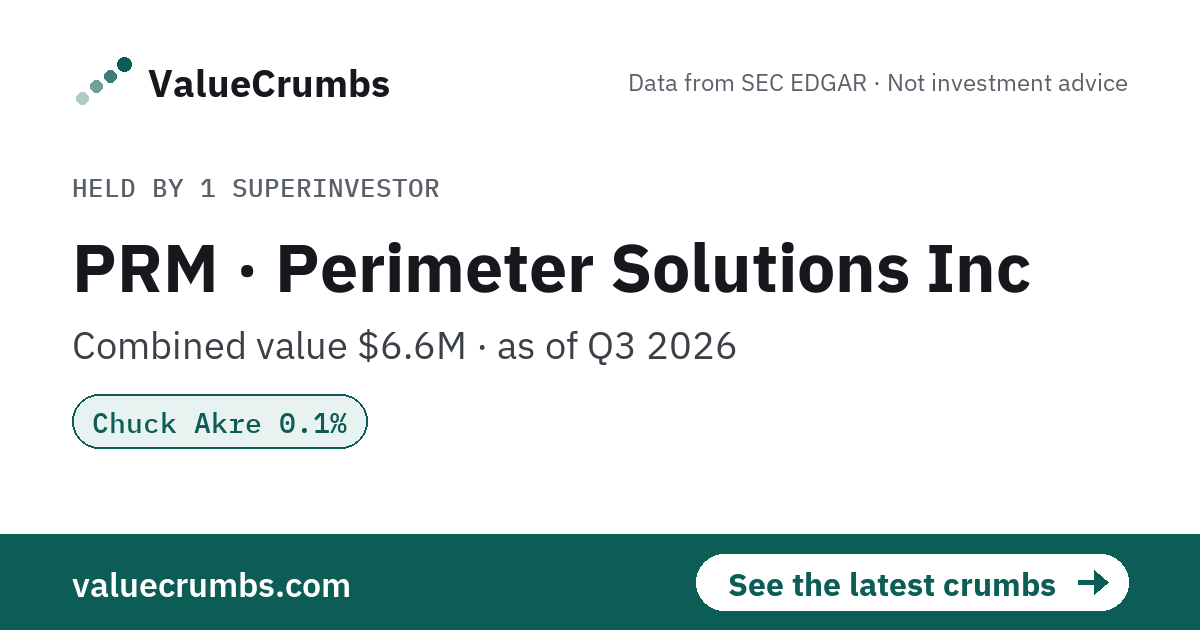 ValueCrumbs
Data from SEC EDGAR · Not investment advice
HELD BY 1 SUPERINVESTOR
PRM · Perimeter Solutions Inc
Combined value $6.6M · as of Q3 2026
Chuck Akre 0.1%
valuecrumbs.com
See the latest crumbs →